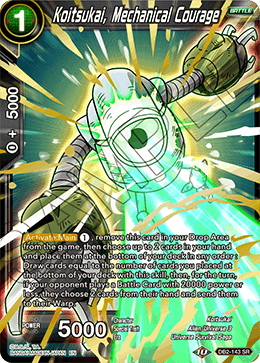 1
Koitsukai, Mechanical Courage
BATTLE
0 + 5000
Activate:Main 1 : remove this card in your Drop Area
from the game, then choose up to 2 cards in your hand
and place them at the bottom of your deck in any order :
Draw cards equal to the number of cards you placed at
the bottom of your deck with this skill, then, for the turn,
if your opponent plays a Battle Card with 20000 power or
less, they choose 2 cards from their hand and send them
to their Warp.
POWER
5000
Character Koitsukai
Special Trait Alien Universe 3
Era Universe Survival Saga
DB2-143 SR